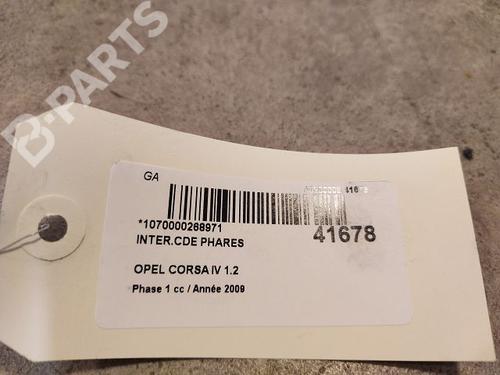 B-PARTS
GA
*1070000268971
INTER.CDE PHARES
41678
OPEL CORSA IV 1.2
Phase 1 cc / Année 2009